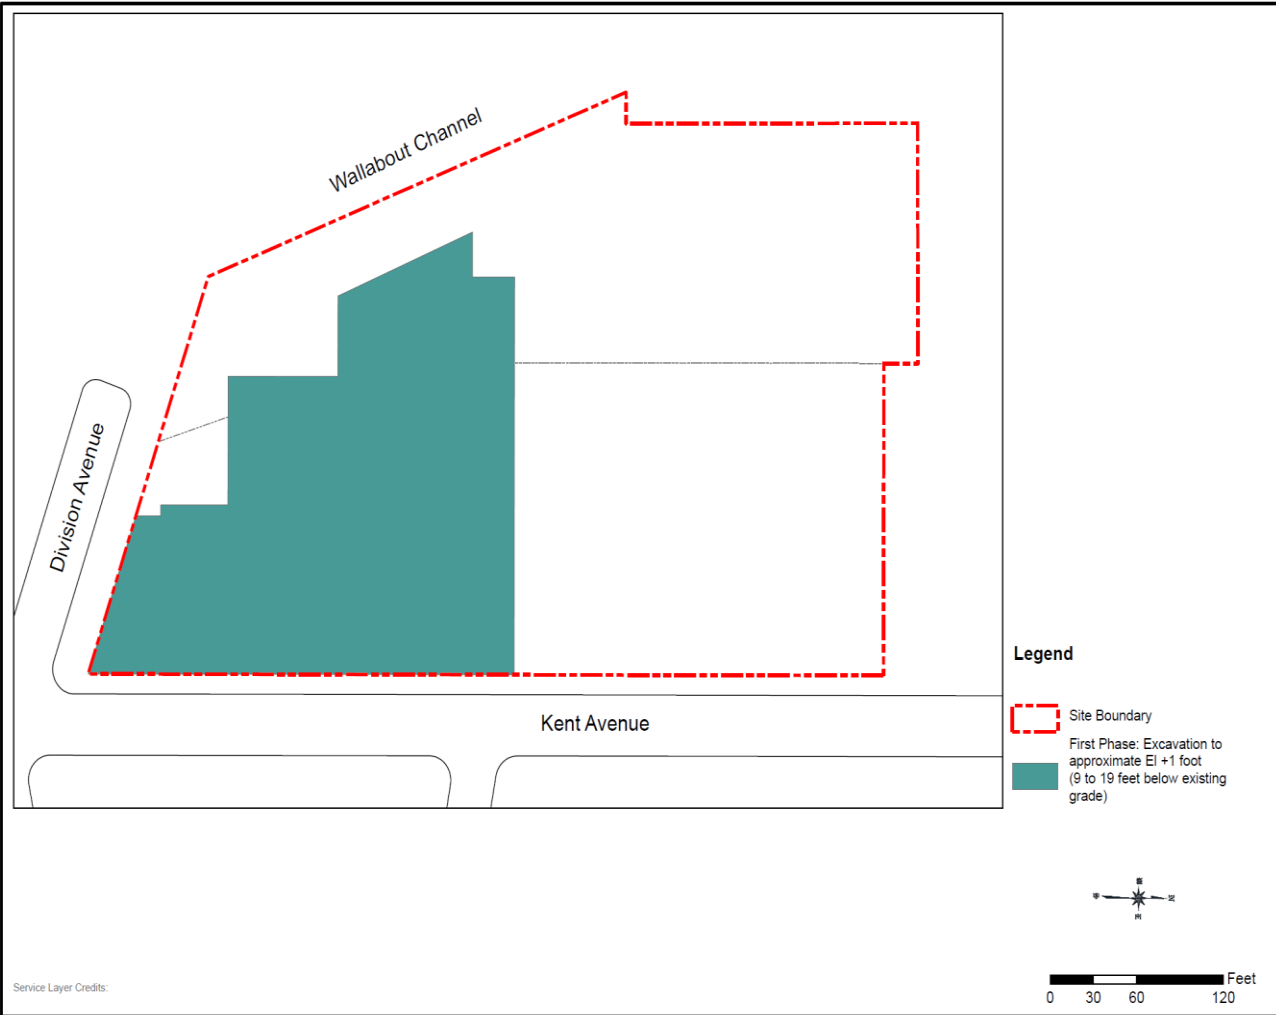 Wallabout Channel
Division Avenue
Kent Avenue
Legend
Site Boundary
First Phase: Excavation to
approximate El +1 foot
(9 to 19 feet below existing
grade)
Feet
0 30 60 120
Service Layer Credits: